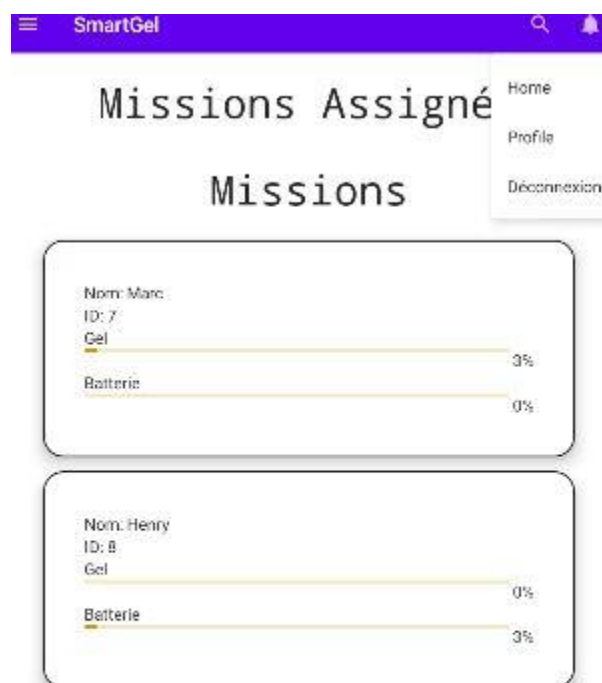 SmartGel
Home
Profile
Déconnexion
Missions Assigné
Missions
Nom: Marc
ID: 7
Gel
3%
Batterie
0%
Nom: Henry
ID: 8
Gel
0%
Batterie
3%